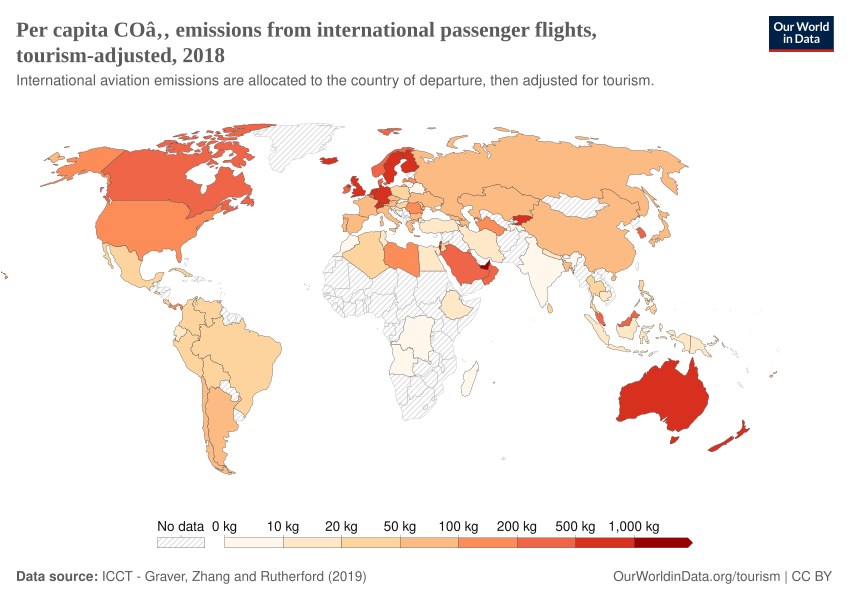 Per capita COâ‚‚ emissions from international passenger flights,
tourism-adjusted, 2018
Our World
in Data
International aviation emissions are allocated to the country of departure, then adjusted for tourism.
No data 0 kg 10 kg 20 kg 50 kg 100 kg 200 kg 500 kg 1,000 kg
Data source: ICCT - Graver, Zhang and Rutherford (2019)
OurWorldinData.org/tourism | CC BY